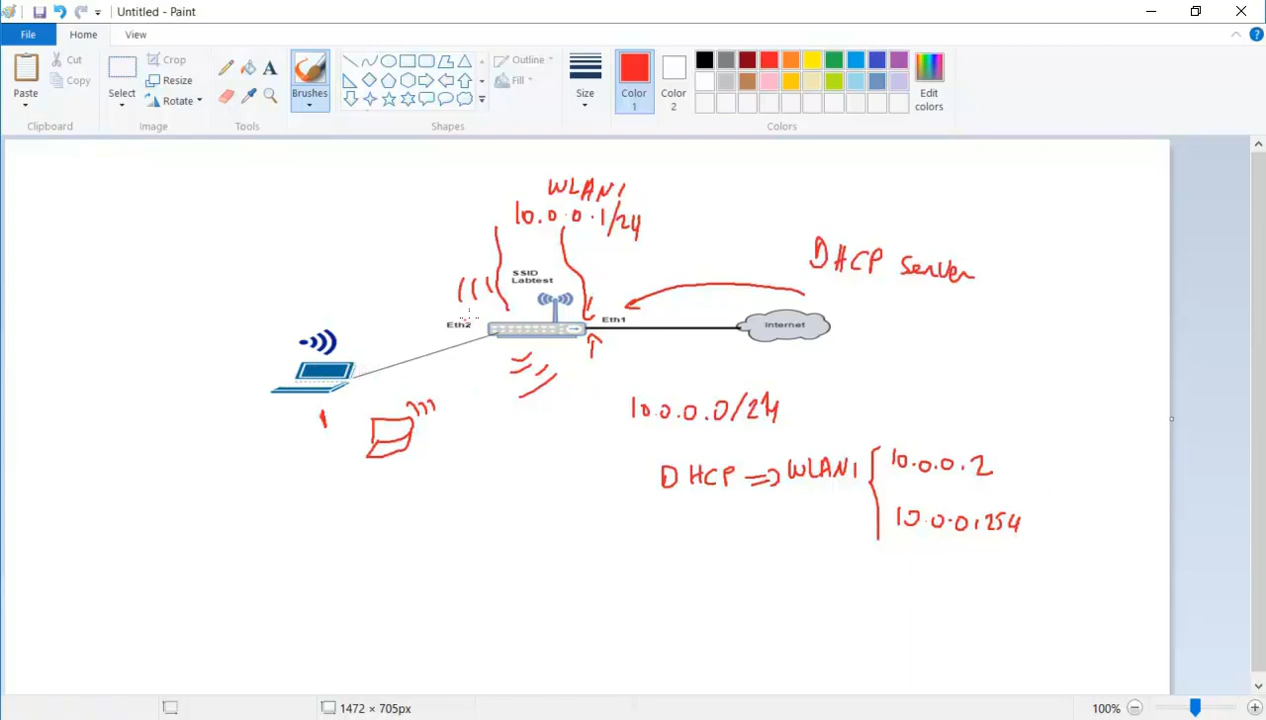 Untitled - Paint
File
Home
View
Paste
Cut
Copy
Clipboard
Select
Crop
Resize
Rotate
Image
Tools
Brushes
Outline
Fill
Shapes
Size
Color 1
Color 2
Edit colors
Colors
WLAN1
10.0.0.1/24
DHCP server
SSID
Labtest
Eth2
Eth1
Internet
10.0.0.0/24
DHCP => WLAN1
10.0.0.2
10.0.0.254
1472 × 705px
100%